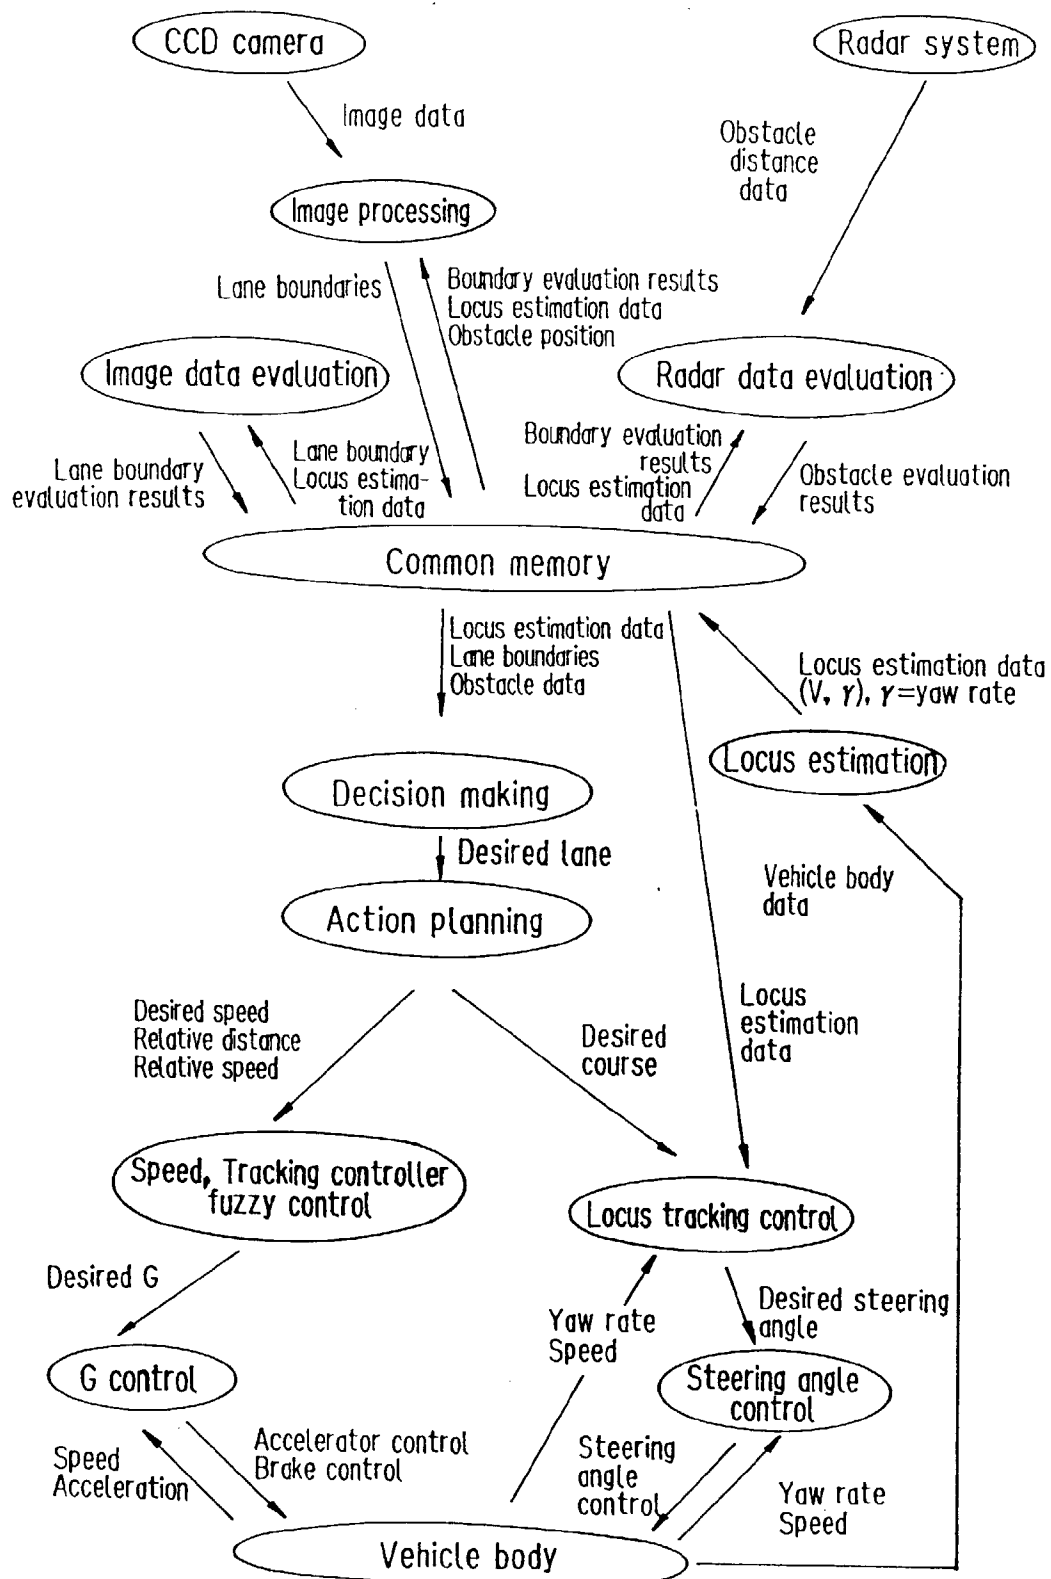 CCD camera
Radar system
Image data
Obstacle
distance
data
Image processing
Lane boundaries
Boundary evaluation results
Locus estimation data
Obstacle position
Image data evaluation
Radar data evaluation
Lane boundary
evaluation results
Lane boundary
Locus estima-
tion data
Boundary evaluation
results
Locus estimation
data
Obstacle evaluation
results
Common memory
Locus estimation data
Lane boundaries
Obstacle data
Locus estimation data
(V, γ), γ=yaw rate
Locus estimation
Decision making
Desired lane
Vehicle body
data
Action planning
Desired speed
Relative distance
Relative speed
Desired
course
Locus
estimation
data
Speed, Tracking controller
fuzzy control
Locus tracking control
Desired G
Yaw rate
Speed
Desired steering
angle
G control
Steering angle
control
Speed
Acceleration
Accelerator control
Brake control
Steering
angle
control
Yaw rate
Speed
Vehicle body